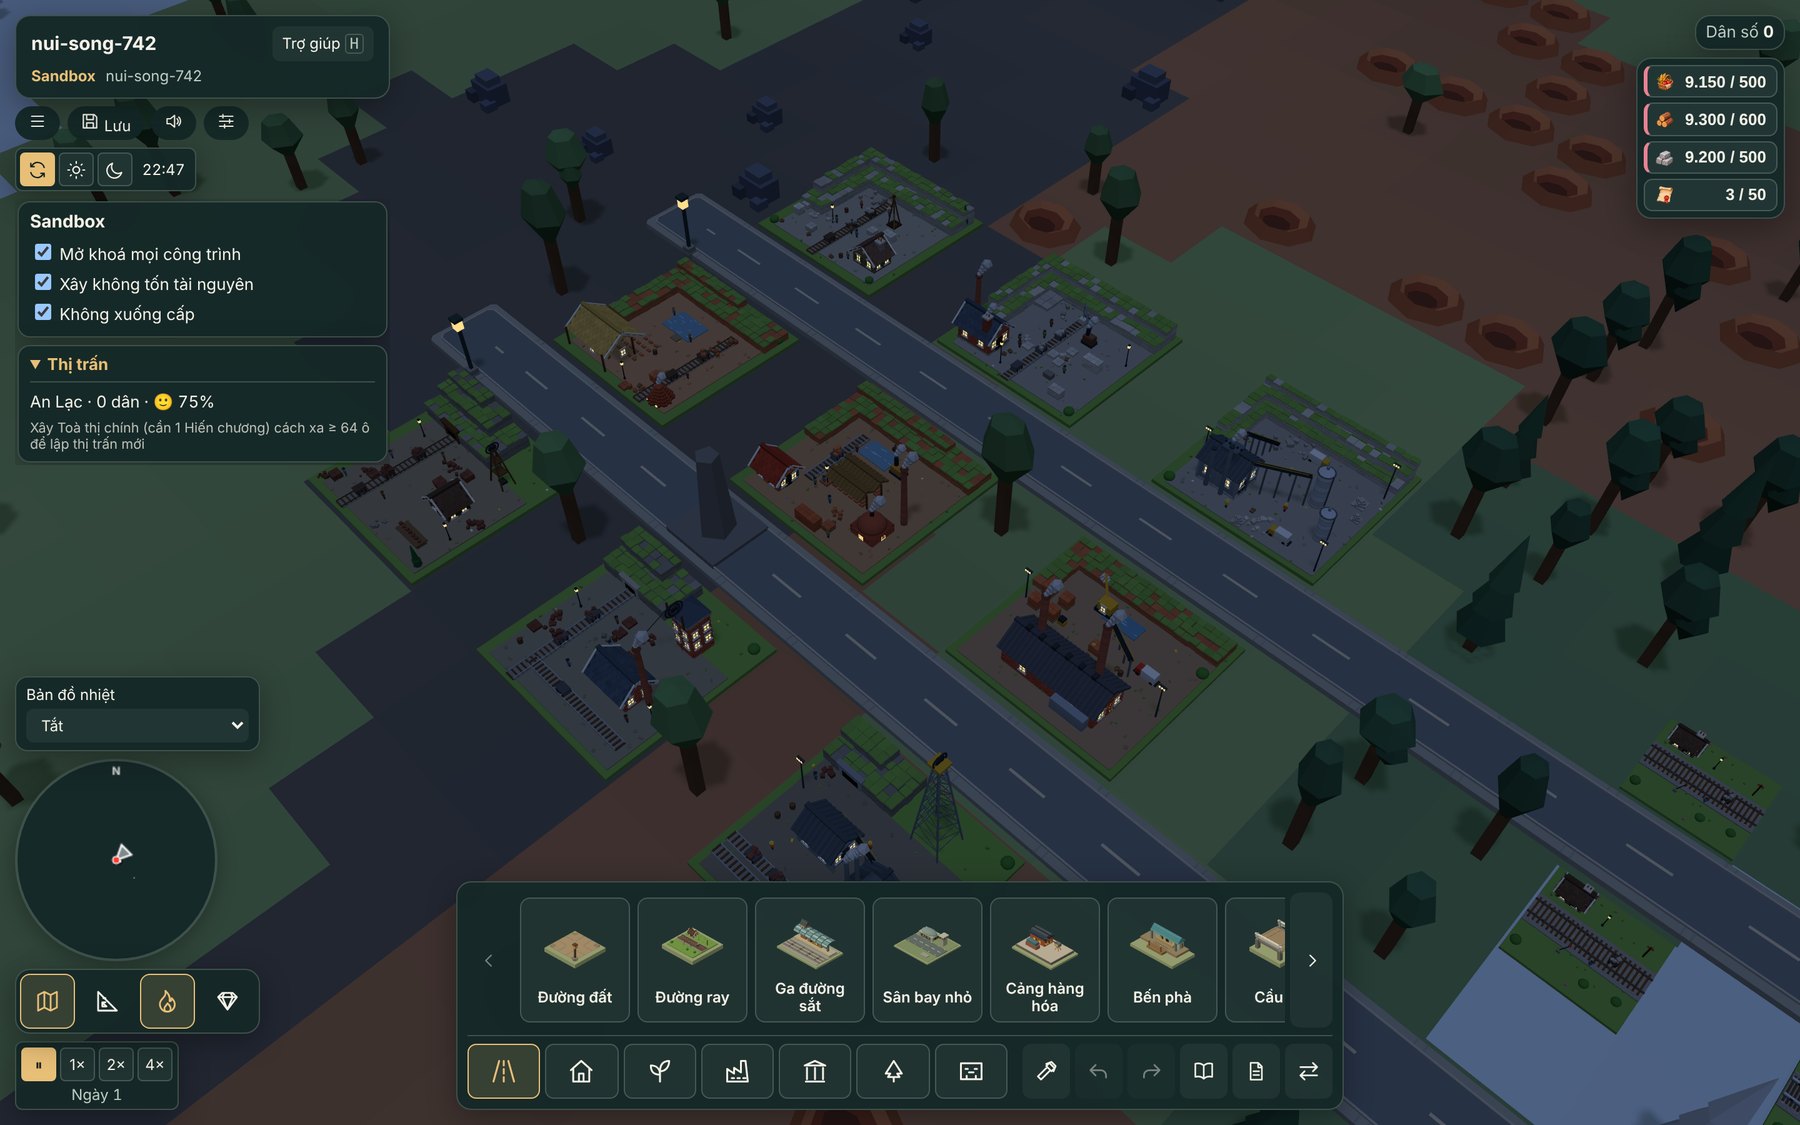 nui-song-742
Trợ giúp H
Sandbox nui-song-742
Lưu
22:47
Sandbox
Mở khoá mọi công trình
Xây không tốn tài nguyên
Không xuống cấp
Thị trấn
An Lạc · 0 dân · 🙂 75%
Xây Toà thị chính (cần 1 Hiến chương) cách xa ≥ 64 ô
để lập thị trấn mới
Dân số 0
9.150 / 500
9.300 / 600
9.200 / 500
3 / 50
Bản đồ nhiệt
Tắt
N
1× 2× 4×
Ngày 1
Đường đất
Đường ray
Ga đường
sắt
Sân bay nhỏ
Cảng hàng
hóa
Bến phà
Cầu